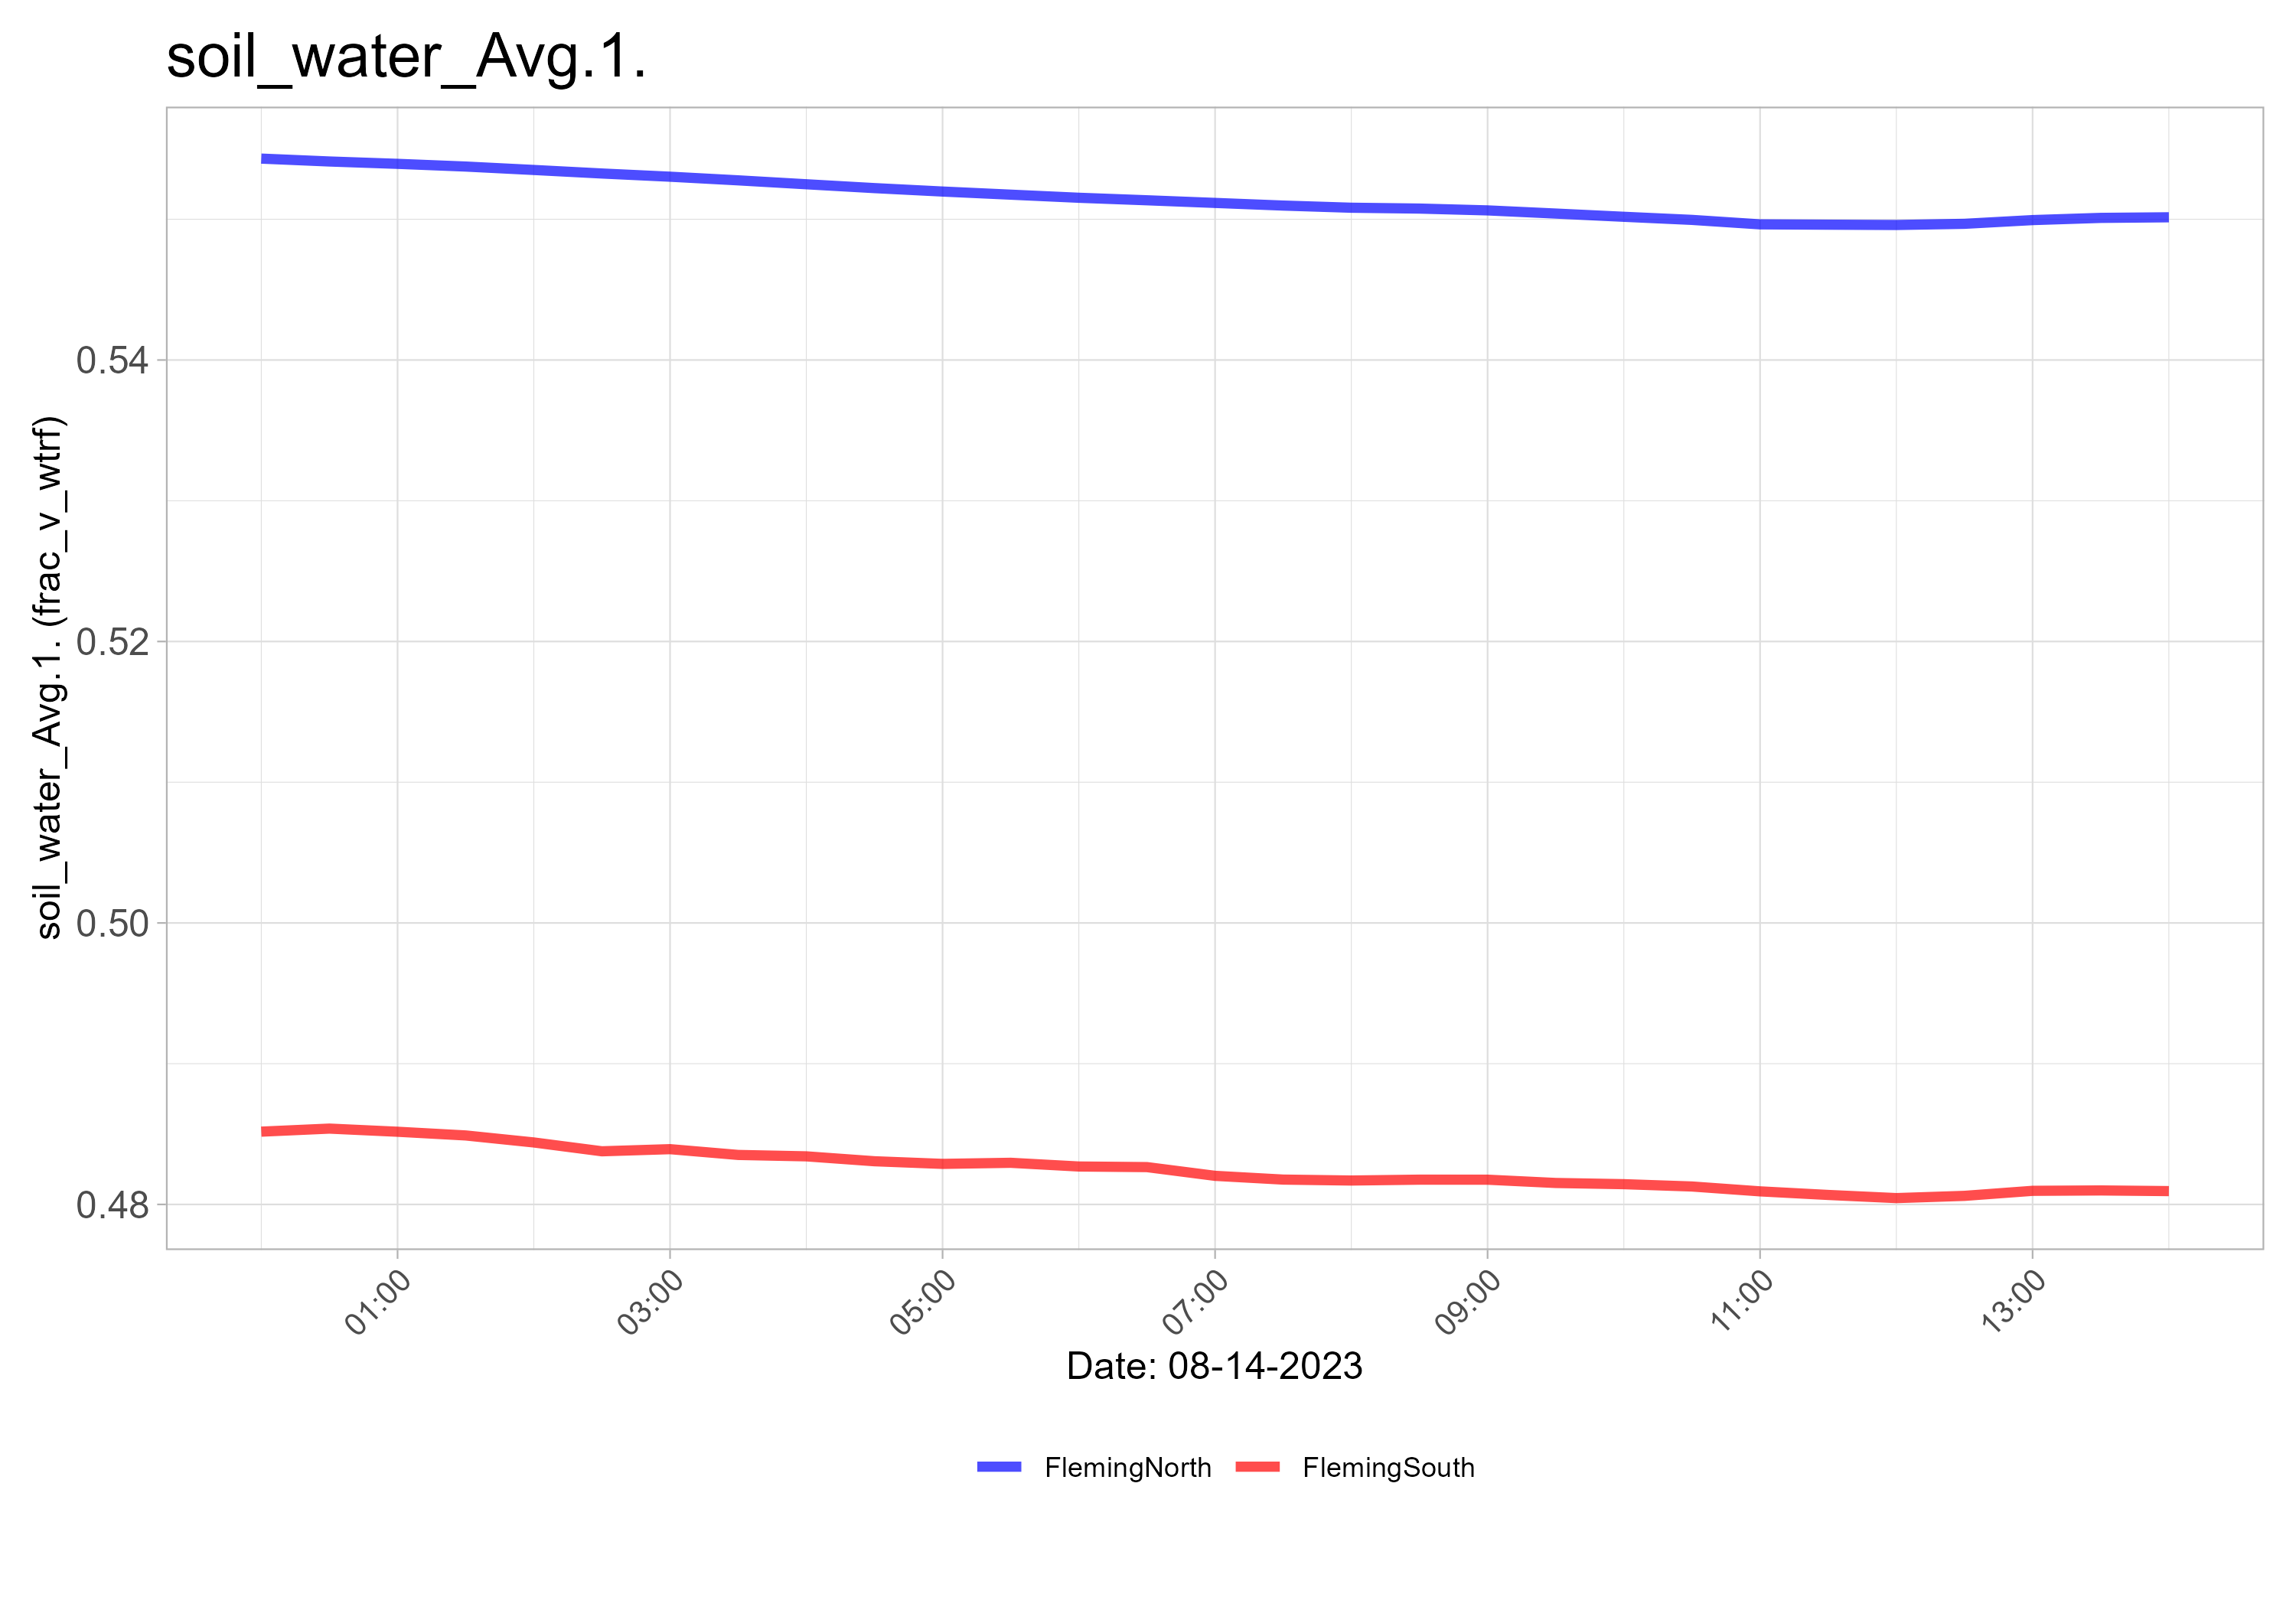 soil_water_Avg.1.
soil_water_Avg.1. (frac_v_wtrf)
0.54
0.52
0.50
0.48
01:00
03:00
05:00
07:00
09:00
11:00
13:00
Date: 08-14-2023
FlemingNorth FlemingSouth